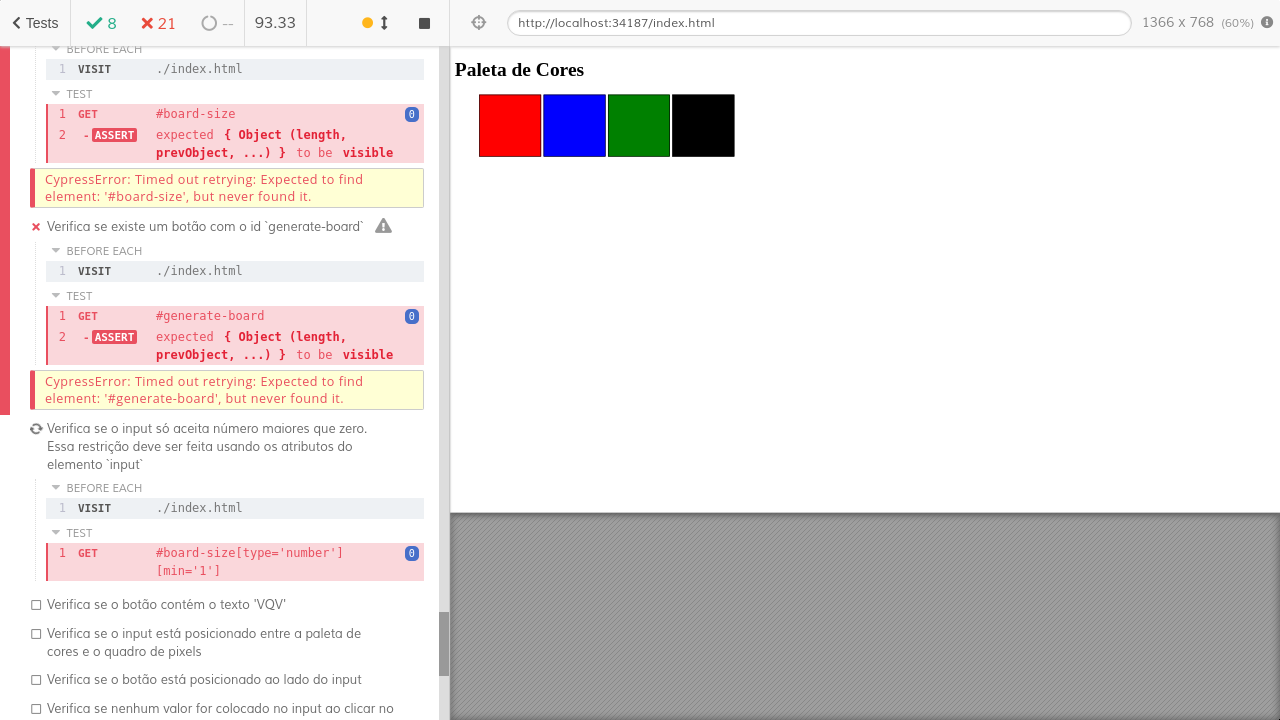 Tests 8 21 -- 93.33
http://localhost:34187/index.html 1366 x 768 (60%)
BEFORE EACH
1 VISIT ./index.html
TEST
1 GET #board-size 0
2 -ASSERT expected { Object (length,
prevObject, ...) } to be visible
CypressError: Timed out retrying: Expected to find
element: '#board-size', but never found it.
Verifica se existe um botão com o id `generate-board`
BEFORE EACH
1 VISIT ./index.html
TEST
1 GET #generate-board 0
2 -ASSERT expected { Object (length,
prevObject, ...) } to be visible
CypressError: Timed out retrying: Expected to find
element: '#generate-board', but never found it.
Verifica se o input só aceita número maiores que zero.
Essa restrição deve ser feita usando os atributos do
elemento `input`
BEFORE EACH
1 VISIT ./index.html
TEST
1 GET #board-size[type='number'] 0
[min='1']
Verifica se o botão contém o texto 'VQV'
Verifica se o input está posicionado entre a paleta de
cores e o quadro de pixels
Verifica se o botão está posicionado ao lado do input
Verifica se nenhum valor for colocado no input ao clicar no
Paleta de Cores